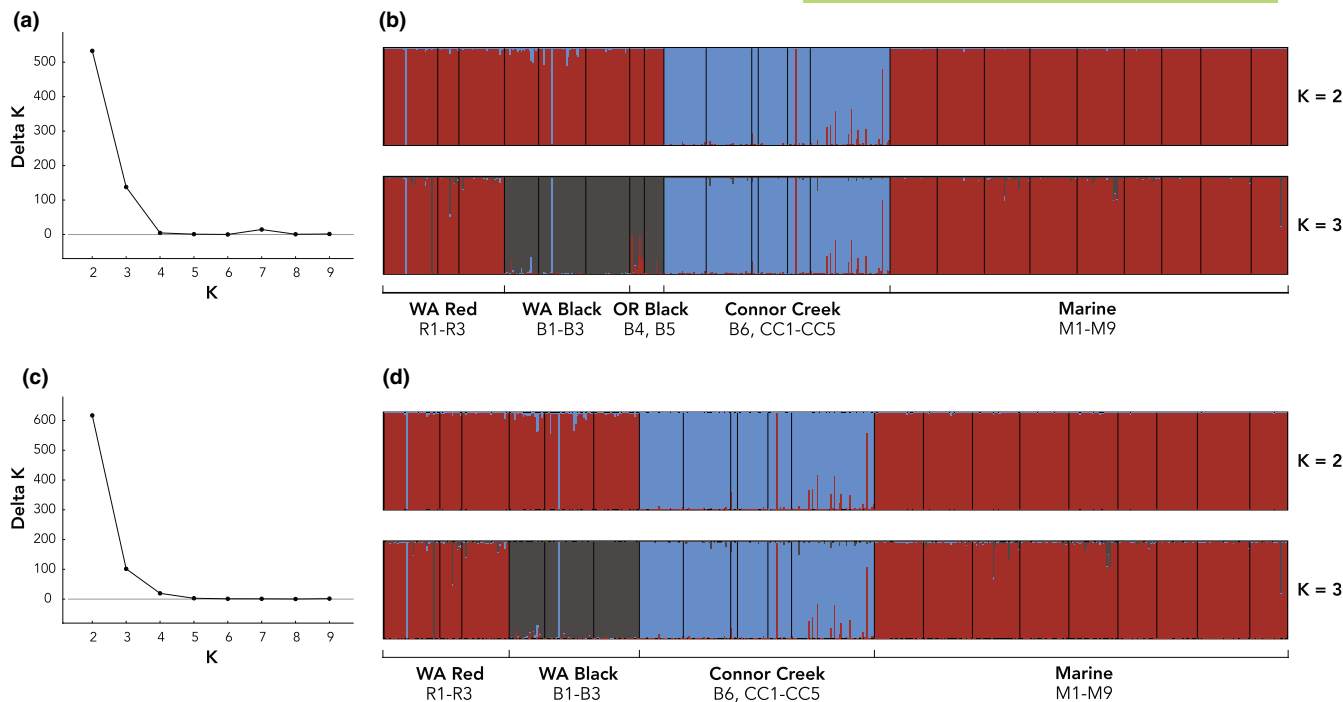 (a)
500
400
300
200
100
0
Delta K
2 3 4 5 6 7 8 9
K
(b)
K = 2
K = 3
WA Red WA Black OR Black Connor Creek Marine
R1-R3 B1-B3 B4, B5 B6, CC1-CC5 M1-M9
(c)
600
500
400
300
200
100
0
Delta K
2 3 4 5 6 7 8 9
K
(d)
K = 2
K = 3
WA Red WA Black Connor Creek Marine
R1-R3 B1-B3 B6, CC1-CC5 M1-M9